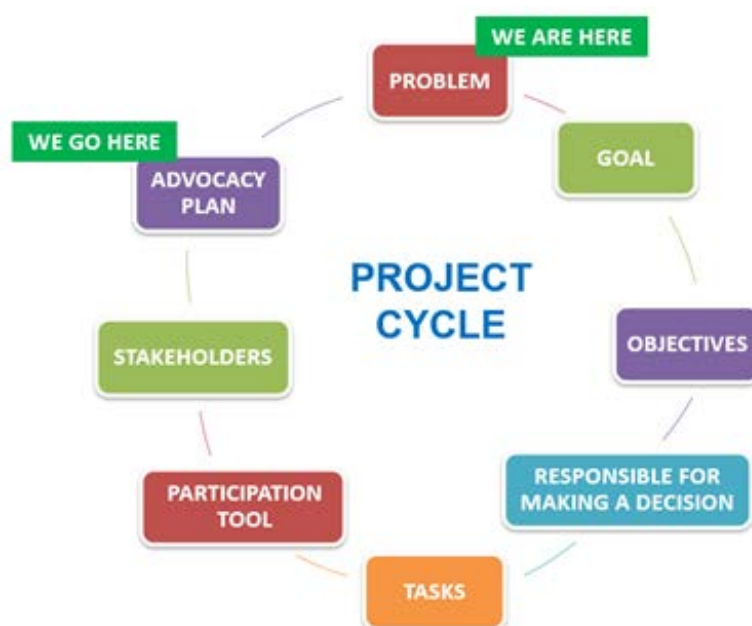 WE ARE HERE
PROBLEM
GOAL
OBJECTIVES
RESPONSIBLE FOR
MAKING A DECISION
TASKS
PARTICIPATION
TOOL
STAKEHOLDERS
WE GO HERE
ADVOCACY
PLAN
PROJECT
CYCLE